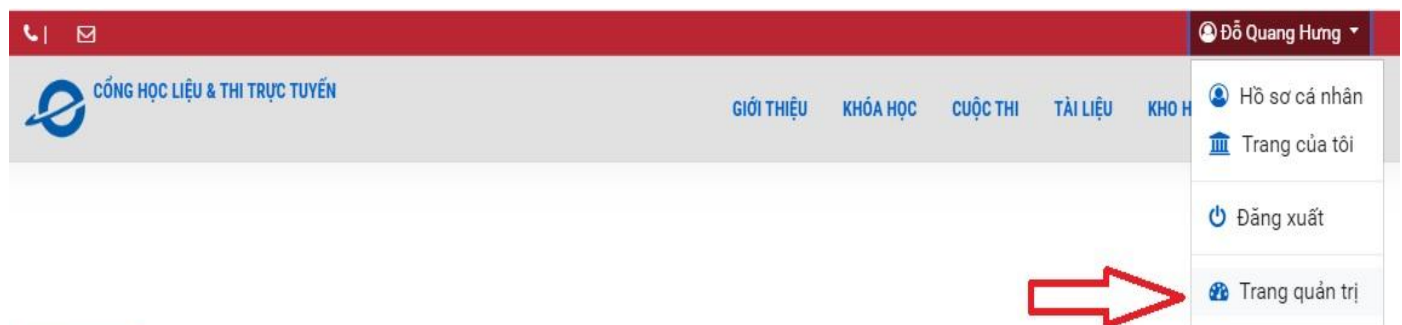 |
Đỗ Quang Hưng
CỔNG HỌC LIỆU & THI TRỰC TUYẾN
GIỚI THIỆU KHÓA HỌC CUỘC THI TÀI LIỆU KHO H
Hồ sơ cá nhân
Trang của tôi
Đăng xuất
Trang quản trị